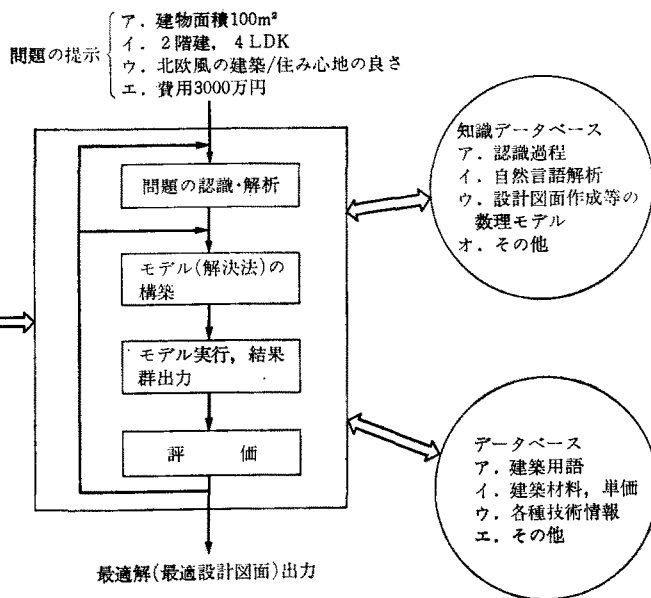 問題の提示
ア．建物面積100m²
イ．２階建，４LDK
ウ．北欧風の建築/住み心地の良さ
エ．費用3000万円
問題の認識・解析
モデル(解決法)の
構築
モデル実行，結果
群出力
評　価
最適解(最適設計図面)出力
知識データベース
ア．認識過程
イ．自然言語解析
ウ．設計図面作成等の
数理モデル
オ．その他
データベース
ア．建築用語
イ．建築材料，単価
ウ．各種技術情報
エ．その他